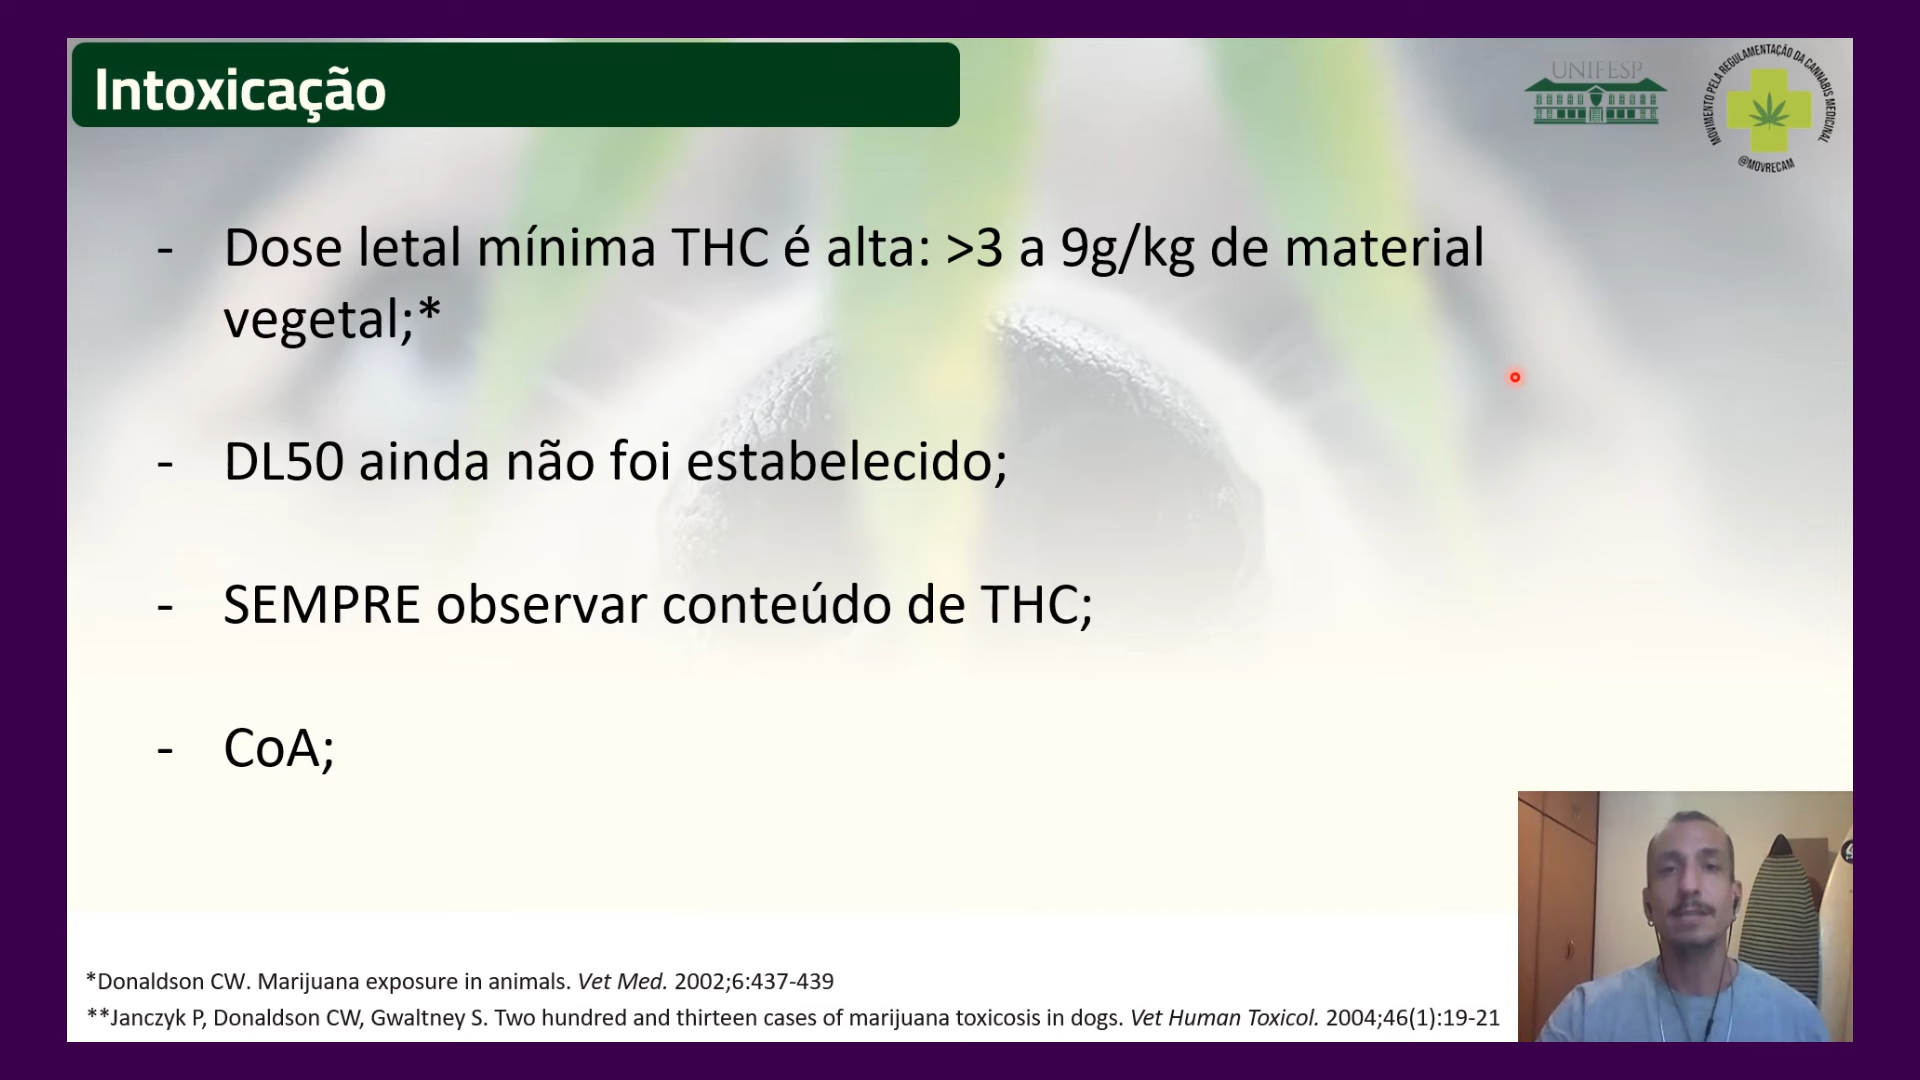 Intoxicação
UNIFESP
MOVIMENTO PELA REGULAMENTAÇÃO DA CANNABIS MEDICINAL
@MOVRECAM
- Dose letal mínima THC é alta: >3 a 9g/kg de material
vegetal;*
- DL50 ainda não foi estabelecido;
- SEMPRE observar conteúdo de THC;
- CoA;
*Donaldson CW. Marijuana exposure in animals. Vet Med. 2002;6:437-439
**Janczyk P, Donaldson CW, Gwaltney S. Two hundred and thirteen cases of marijuana toxicosis in dogs. Vet Human Toxicol. 2004;46(1):19-21